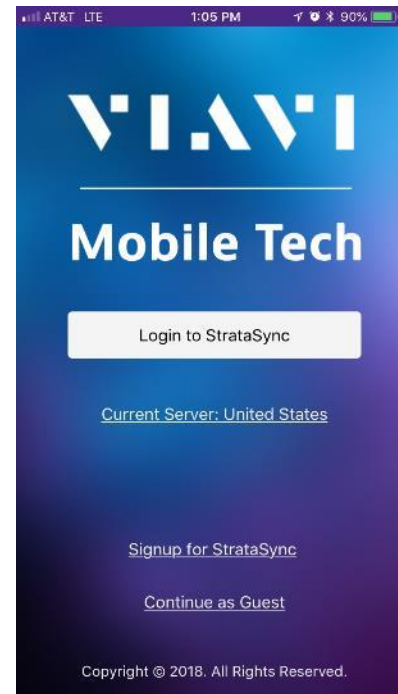 AT&T LTE 1:05 PM 90%
VIAVI
Mobile Tech
Login to StrataSync
Current Server: United States
Signup for StrataSync
Continue as Guest
Copyright © 2018. All Rights Reserved.